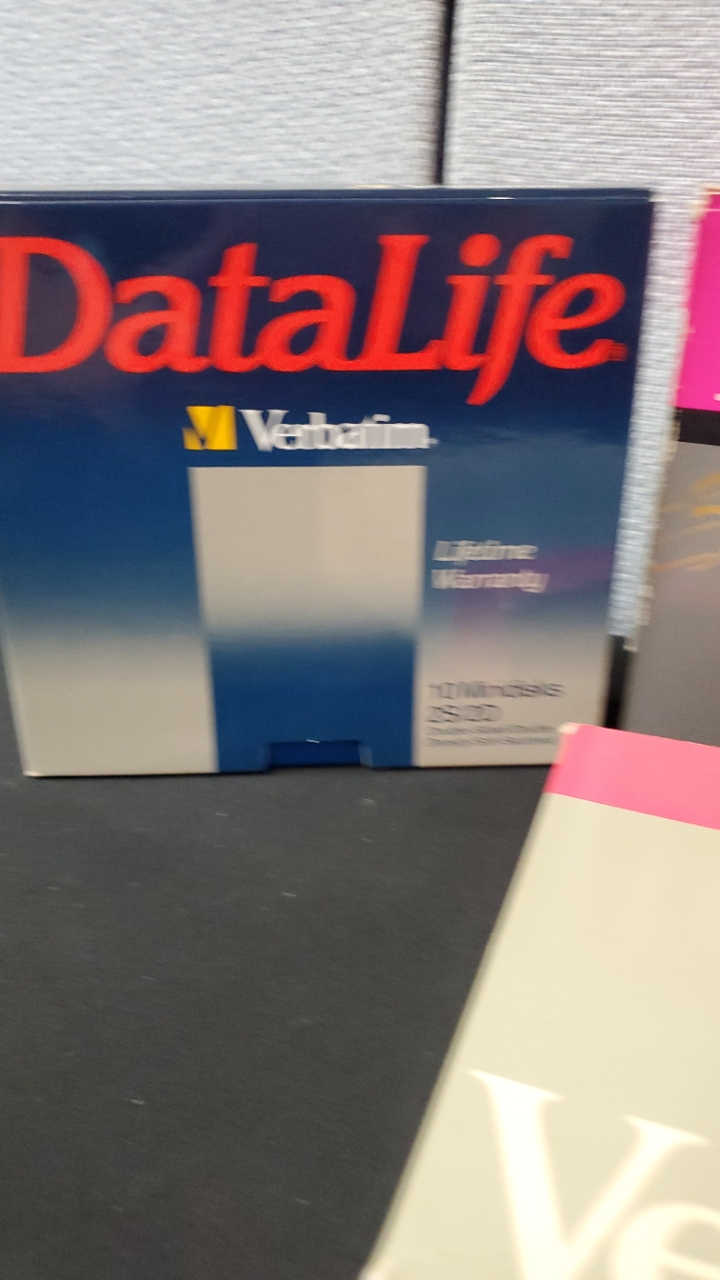 DataLife
Verbatim
Lifetime
Warranty
10 Minidisks
2S/2D
Ve